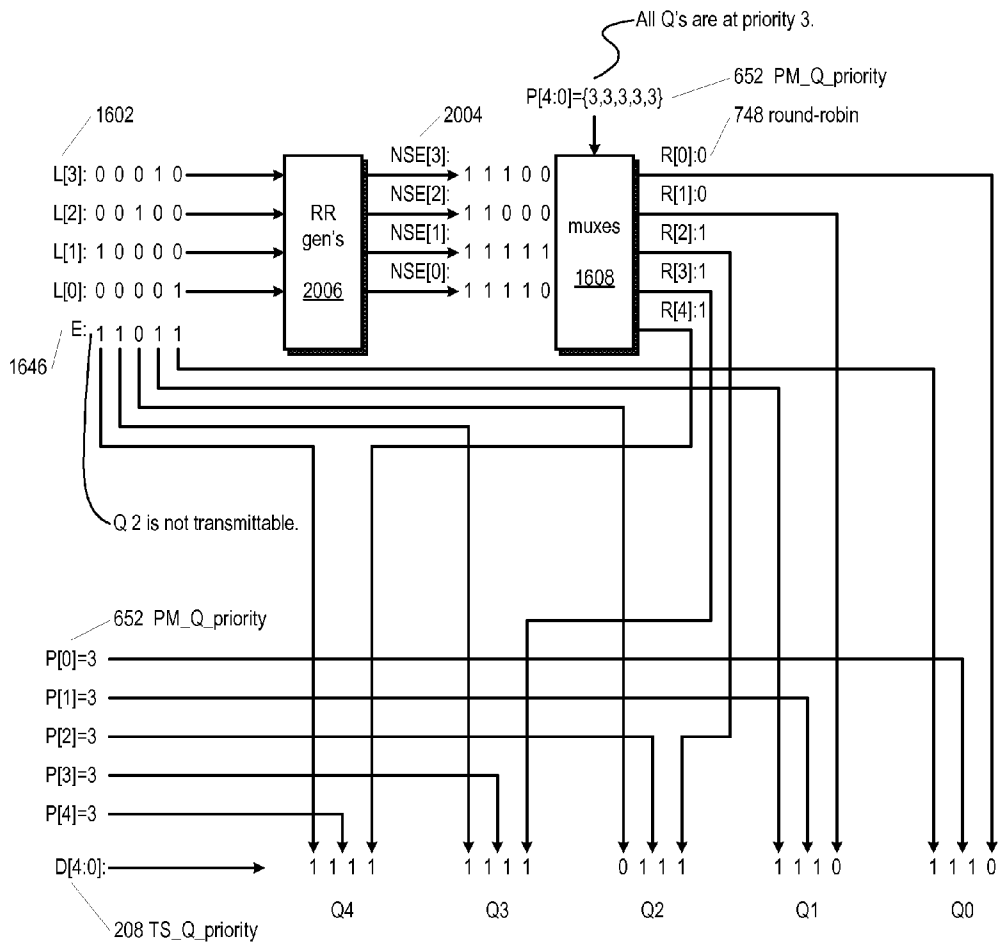 All Q's are at priority 3.
652 PM_Q_priority
P[4:0]={3,3,3,3,3}
748 round-robin
1602
2004
L[3]: 0 0 0 1 0
L[2]: 0 0 1 0 0
L[1]: 1 0 0 0 0
L[0]: 0 0 0 0 1
E: 1 1 0 1 1
1646
RR
gen's
2006
NSE[3]:
1 1 1 0 0
NSE[2]:
1 1 0 0 0
NSE[1]:
1 1 1 1 1
NSE[0]:
1 1 1 1 0
muxes
1608
R[0]:0
R[1]:0
R[2]:1
R[3]:1
R[4]:1
Q 2 is not transmittable.
652 PM_Q_priority
P[0]=3
P[1]=3
P[2]=3
P[3]=3
P[4]=3
D[4:0]: 1 1 1 1 1 1 1 1 0 1 1 1 1 1 1 0 1 1 1 0
Q4 Q3 Q2 Q1 Q0
208 TS_Q_priority